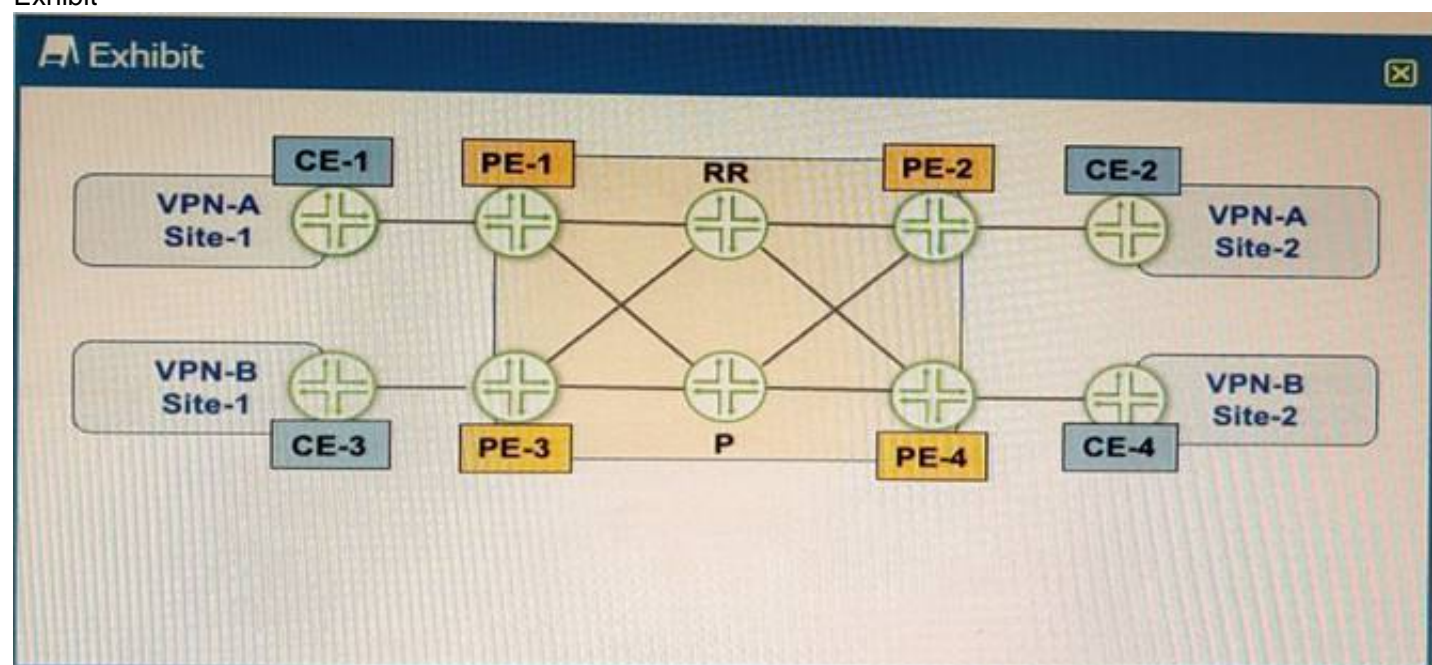 Exhibit
Exhibit
CE-1
PE-1
RR
PE-2
CE-2
VPN-A
Site-1
VPN-A
Site-2
VPN-B
Site-1
VPN-B
Site-2
CE-3
PE-3
P
PE-4
CE-4